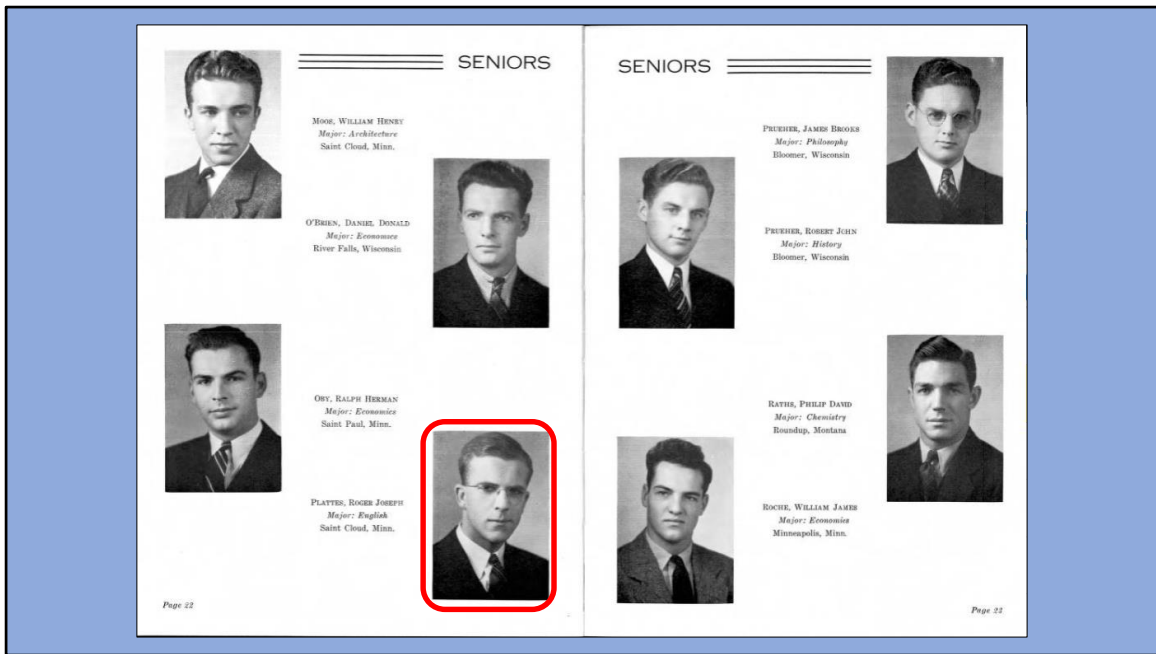 SENIORS
MOOS, WILLIAM HENRY
Major: Architecture
Saint Cloud, Minn.
O'BRIEN, DANIEL DONALD
Major: Economics
River Falls, Wisconsin
OSY, RALPH HERMAN
Major: Economics
Saint Paul, Minn.
PLATTES, ROGER JOSEPH
Major: English
Saint Cloud, Minn.
Page 22
SENIORS
PRUEHER, JAMES BROOKS
Major: Philosophy
Bloomer, Wisconsin
PRUEHER, ROBERT JOHN
Major: History
Bloomer, Wisconsin
RATHS, PHILIP DAVID
Major: Chemistry
Roundup, Montana
ROCHE, WILLIAM JAMES
Major: Economics
Minneapolis, Minn.
Page 23